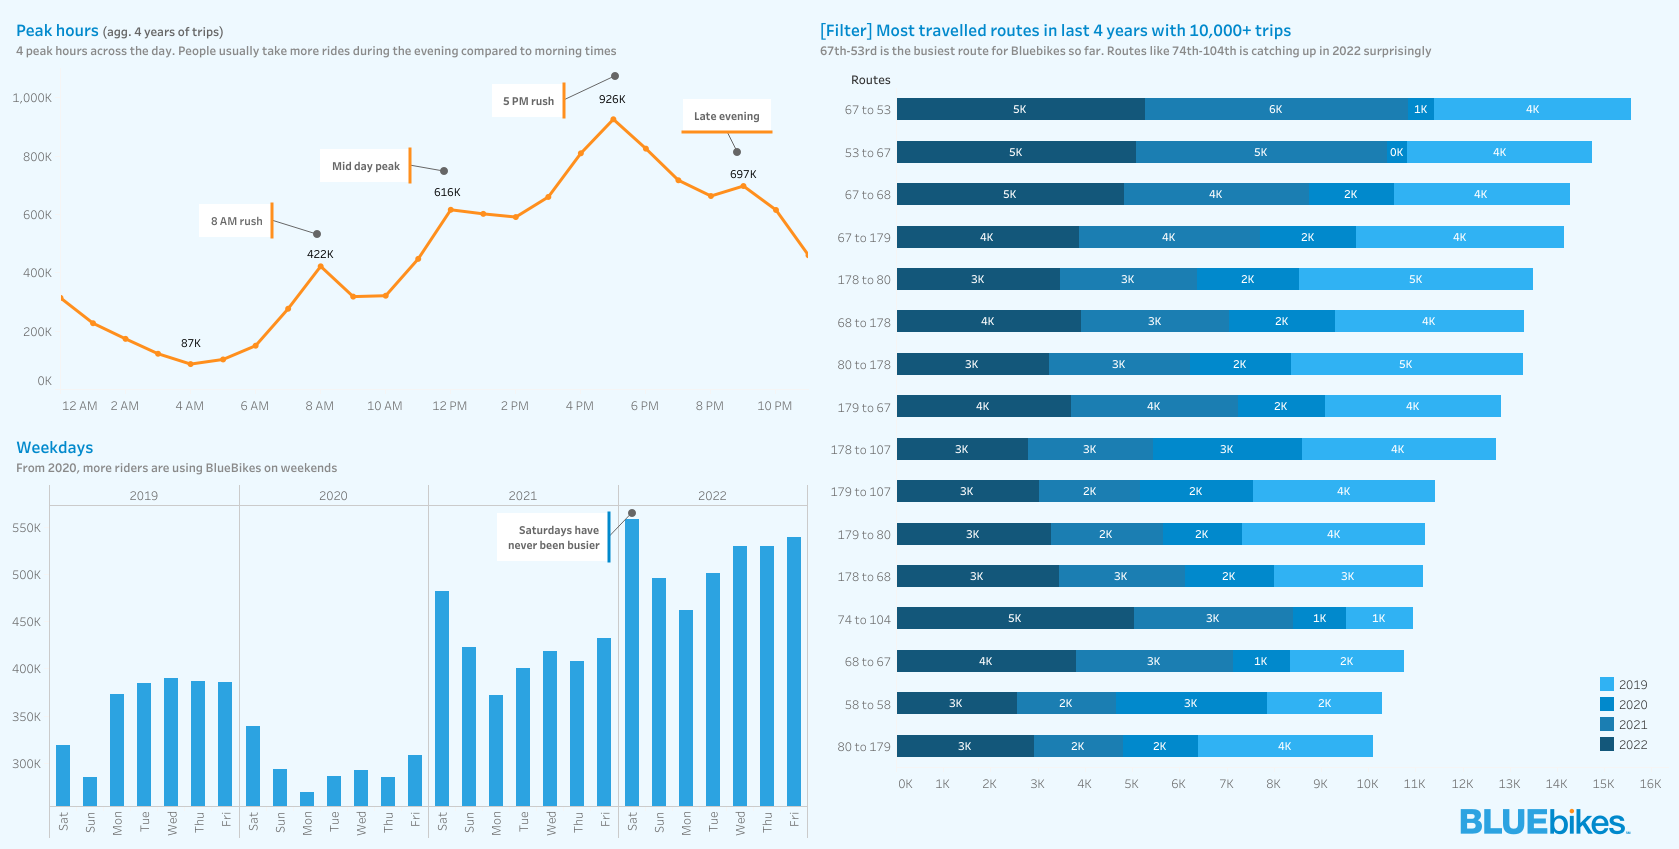 Peak hours (agg. 4 years of trips)
4 peak hours across the day. People usually take more rides during the evening compared to morning times
1,000K
800K
600K
400K
200K
0K
8 AM rush
Mid day peak
5 PM rush
Late evening
87K
422K
616K
926K
697K
12 AM 2 AM 4 AM 6 AM 8 AM 10 AM 12 PM 2 PM 4 PM 6 PM 8 PM 10 PM
Weekdays
From 2020, more riders are using BlueBikes on weekends
2019 2020 2021 2022
550K
500K
450K
400K
350K
300K
Saturdays have
never been busier
Sat Sun Mon Tue Wed Thu Fri Sat Sun Mon Tue Wed Thu Fri Sat Sun Mon Tue Wed Thu Fri Sat Sun Mon Tue Wed Thu Fri
[Filter] Most travelled routes in last 4 years with 10,000+ trips
67th-53rd is the busiest route for Bluebikes so far. Routes like 74th-104th is catching up in 2022 surprisingly
Routes
67 to 53 5K 6K 1K 4K
53 to 67 5K 5K 0K 4K
67 to 68 5K 4K 2K 4K
67 to 179 4K 4K 2K 4K
178 to 80 3K 3K 2K 5K
68 to 178 4K 3K 2K 4K
80 to 178 3K 3K 2K 5K
179 to 67 4K 4K 2K 4K
178 to 107 3K 3K 3K 4K
179 to 107 3K 2K 2K 4K
179 to 80 3K 2K 2K 4K
178 to 68 3K 3K 2K 3K
74 to 104 5K 3K 1K 1K
68 to 67 4K 3K 1K 2K
58 to 58 3K 2K 3K 2K
80 to 179 3K 2K 2K 4K
2019
2020
2021
2022
0K 1K 2K 3K 4K 5K 6K 7K 8K 9K 10K 11K 12K 13K 14K 15K 16K
BLUEbikes